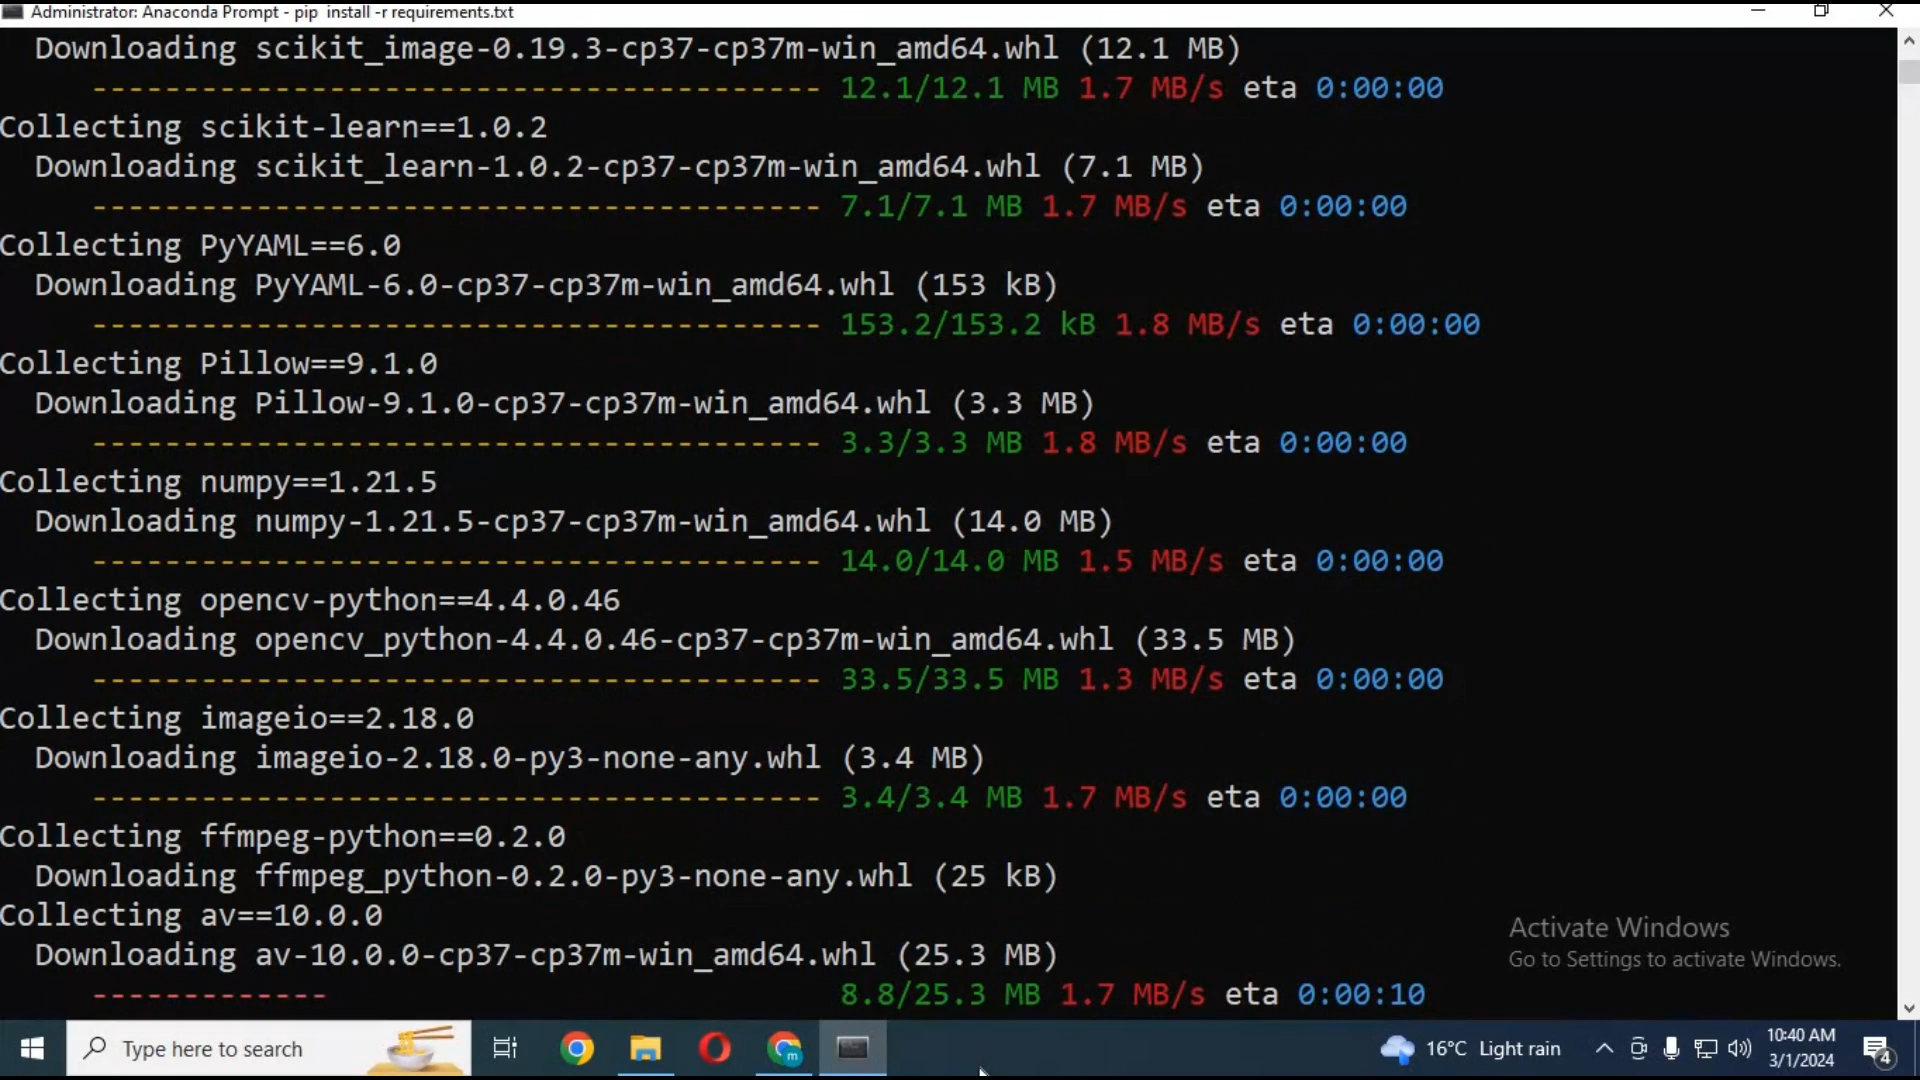 Administrator: Anaconda Prompt - pip  install -r requirements.txt
Downloading scikit_image-0.19.3-cp37-cp37m-win_amd64.whl (12.1 MB)
---------------------------------------- 12.1/12.1 MB 1.7 MB/s eta 0:00:00
Collecting scikit-learn==1.0.2
Downloading scikit_learn-1.0.2-cp37-cp37m-win_amd64.whl (7.1 MB)
---------------------------------------- 7.1/7.1 MB 1.7 MB/s eta 0:00:00
Collecting PyYAML==6.0
Downloading PyYAML-6.0-cp37-cp37m-win_amd64.whl (153 kB)
---------------------------------------- 153.2/153.2 kB 1.8 MB/s eta 0:00:00
Collecting Pillow==9.1.0
Downloading Pillow-9.1.0-cp37-cp37m-win_amd64.whl (3.3 MB)
---------------------------------------- 3.3/3.3 MB 1.8 MB/s eta 0:00:00
Collecting numpy==1.21.5
Downloading numpy-1.21.5-cp37-cp37m-win_amd64.whl (14.0 MB)
---------------------------------------- 14.0/14.0 MB 1.5 MB/s eta 0:00:00
Collecting opencv-python==4.4.0.46
Downloading opencv_python-4.4.0.46-cp37-cp37m-win_amd64.whl (33.5 MB)
---------------------------------------- 33.5/33.5 MB 1.3 MB/s eta 0:00:00
Collecting imageio==2.18.0
Downloading imageio-2.18.0-py3-none-any.whl (3.4 MB)
---------------------------------------- 3.4/3.4 MB 1.7 MB/s eta 0:00:00
Collecting ffmpeg-python==0.2.0
Downloading ffmpeg_python-0.2.0-py3-none-any.whl (25 kB)
Collecting av==10.0.0
Downloading av-10.0.0-cp37-cp37m-win_amd64.whl (25.3 MB)
------------- 8.8/25.3 MB 1.7 MB/s eta 0:00:10
Activate Windows
Go to Settings to activate Windows.
Type here to search
m
16°C Light rain
10:40 AM
3/1/2024
4